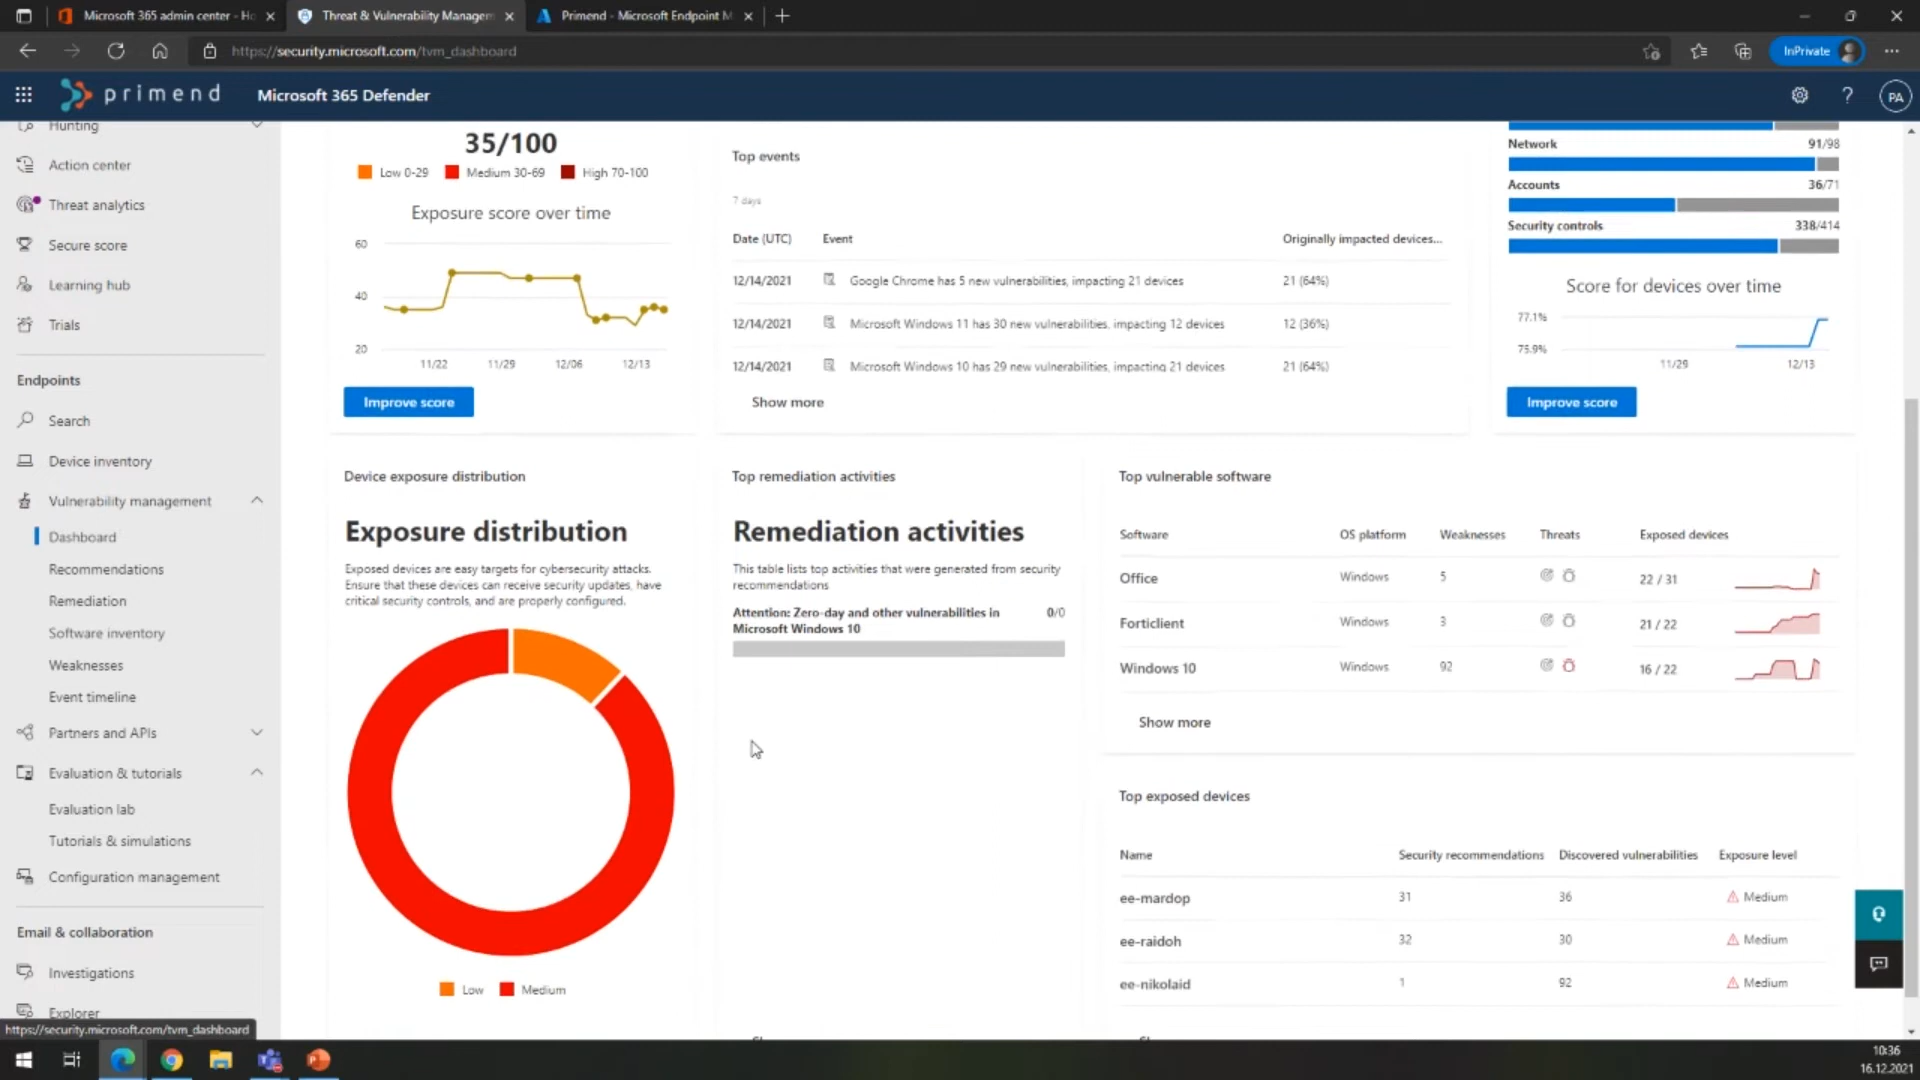 Microsoft 365 admin center - Ho
Threat & Vulnerability Managem
Primend - Microsoft Endpoint M
https://security.microsoft.com/tvm_dashboard
InPrivate
primend
Microsoft 365 Defender
PA
Hunting
Action center
Threat analytics
Secure score
Learning hub
Trials
Endpoints
Search
Device inventory
Vulnerability management
Dashboard
Recommendations
Remediation
Software inventory
Weaknesses
Event timeline
Partners and APIs
Evaluation & tutorials
Evaluation lab
Tutorials & simulations
Configuration management
Email & collaboration
Investigations
Explorer
https://security.microsoft.com/tvm_dashboard
35/100
Low 0-29 Medium 30-69 High 70-100
Exposure score over time
60
40
20
11/22 11/29 12/06 12/13
Improve score
Top events
7 days
Date (UTC) Event Originally impacted devices...
12/14/2021 Google Chrome has 5 new vulnerabilities, impacting 21 devices 21 (64%)
12/14/2021 Microsoft Windows 11 has 30 new vulnerabilities, impacting 12 devices 12 (36%)
12/14/2021 Microsoft Windows 10 has 29 new vulnerabilities, impacting 21 devices 21 (64%)
Show more
Network 91/98
Accounts 36/71
Security controls 338/414
Score for devices over time
77.1%
75.9%
11/29 12/13
Improve score
Device exposure distribution
Exposure distribution
Exposed devices are easy targets for cybersecurity attacks.
Ensure that these devices can receive security updates, have
critical security controls, and are properly configured.
Low Medium
Top remediation activities
Remediation activities
This table lists top activities that were generated from security
recommendations
Attention: Zero-day and other vulnerabilities in 0/0
Microsoft Windows 10
Top vulnerable software
Software OS platform Weaknesses Threats Exposed devices
Office Windows 5 22 / 31
Forticlient Windows 3 21 / 22
Windows 10 Windows 92 16 / 22
Show more
Top exposed devices
Name Security recommendations Discovered vulnerabilities Exposure level
ee-mardop 31 36 Medium
ee-raidoh 32 30 Medium
ee-nikolaid 1 92 Medium
10:36
16.12.2021